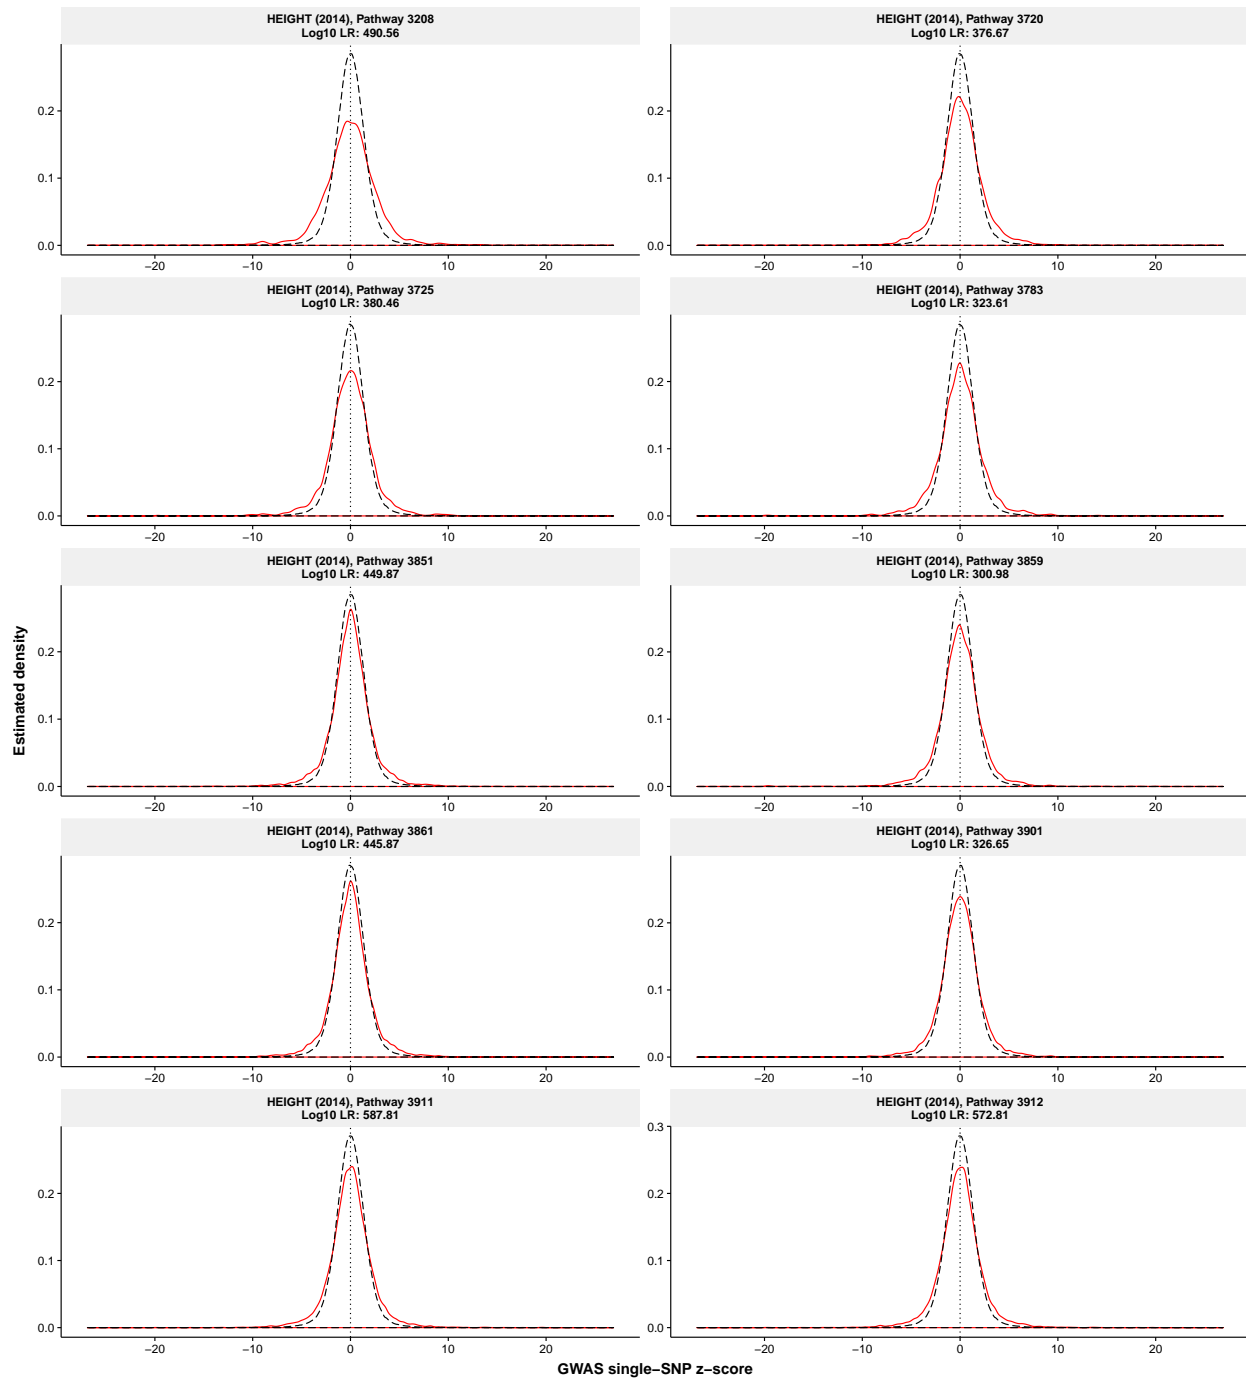 HEIGHT (2014), Pathway 3208
Log10 LR: 490.56
0.2
0.1
0.0
−20 −10 0 10 20
HEIGHT (2014), Pathway 3720
Log10 LR: 376.67
0.2
0.1
0.0
−20 −10 0 10 20
HEIGHT (2014), Pathway 3725
Log10 LR: 380.46
0.2
0.1
0.0
−20 −10 0 10 20
HEIGHT (2014), Pathway 3783
Log10 LR: 323.61
0.2
0.1
0.0
−20 −10 0 10 20
HEIGHT (2014), Pathway 3851
Log10 LR: 449.87
0.2
0.1
0.0
−20 −10 0 10 20
HEIGHT (2014), Pathway 3859
Log10 LR: 300.98
0.2
0.1
0.0
−20 −10 0 10 20
HEIGHT (2014), Pathway 3861
Log10 LR: 445.87
0.2
0.1
0.0
−20 −10 0 10 20
HEIGHT (2014), Pathway 3901
Log10 LR: 326.65
0.2
0.1
0.0
−20 −10 0 10 20
HEIGHT (2014), Pathway 3911
Log10 LR: 587.81
0.2
0.1
0.0
−20 −10 0 10 20
HEIGHT (2014), Pathway 3912
Log10 LR: 572.81
0.3
0.2
0.1
0.0
−20 −10 0 10 20
Estimated density
GWAS single−SNP z−score